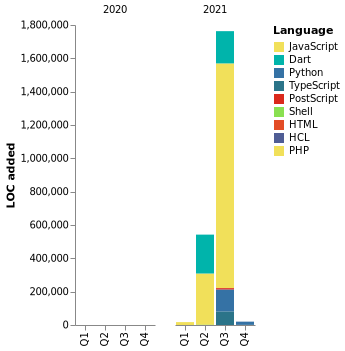 2020 2021
LOC added
1,800,000
1,600,000
1,400,000
1,200,000
1,000,000
800,000
600,000
400,000
200,000
0
Q1 Q2 Q3 Q4 Q1 Q2 Q3 Q4
Language
JavaScript
Dart
Python
TypeScript
PostScript
Shell
HTML
HCL
PHP